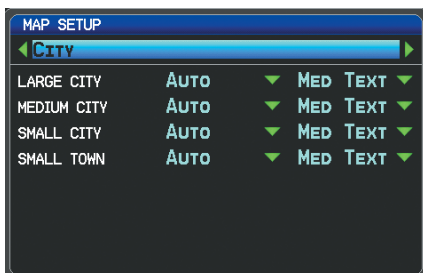 MAP SETUP
CITY
LARGE CITY AUTO MED TEXT
MEDIUM CITY AUTO MED TEXT
SMALL CITY AUTO MED TEXT
SMALL TOWN AUTO MED TEXT